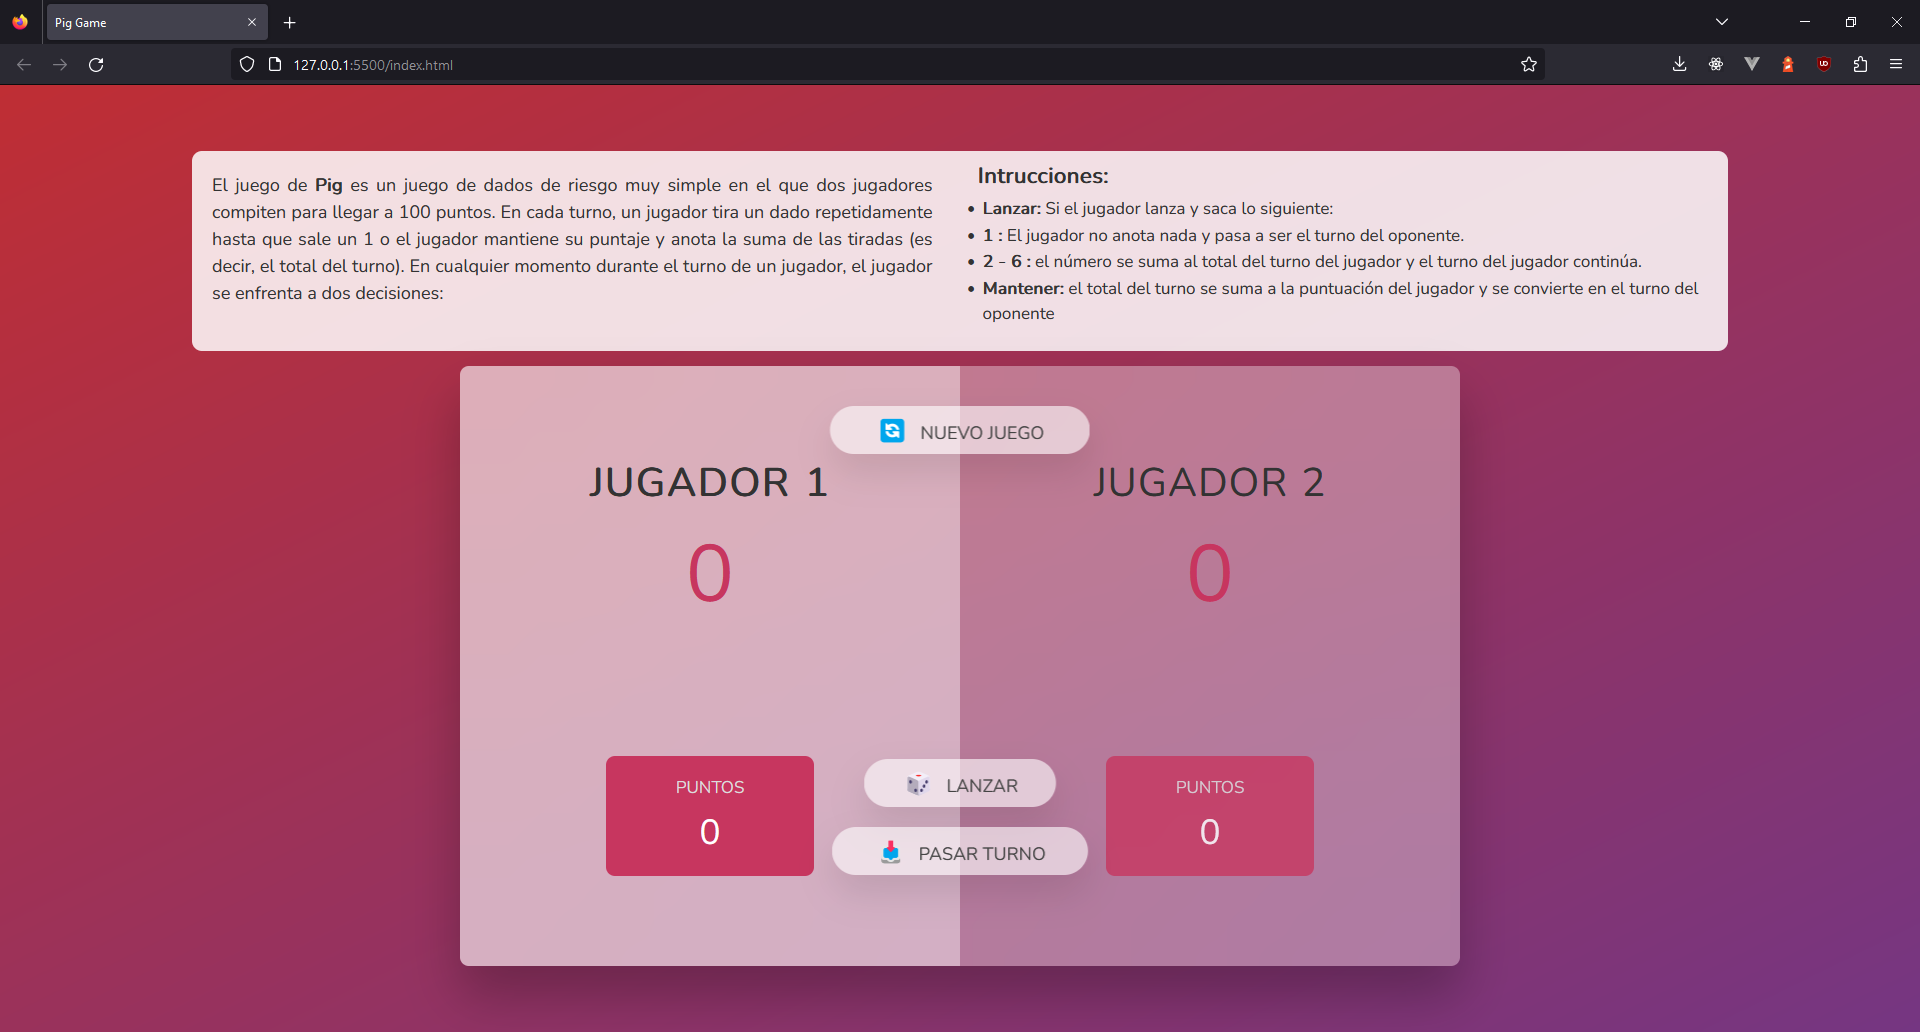 Pig Game
127.0.0.1:5500/index.html
El juego de Pig es un juego de dados de riesgo muy simple en el que dos jugadores
compiten para llegar a 100 puntos. En cada turno, un jugador tira un dado repetidamente
hasta que sale un 1 o el jugador mantiene su puntaje y anota la suma de las tiradas (es
decir, el total del turno). En cualquier momento durante el turno de un jugador, el jugador
se enfrenta a dos decisiones:
Intrucciones:
• Lanzar: Si el jugador lanza y saca lo siguiente:
• 1 : El jugador no anota nada y pasa a ser el turno del oponente.
• 2 - 6 : el número se suma al total del turno del jugador y el turno del jugador continúa.
• Mantener: el total del turno se suma a la puntuación del jugador y se convierte en el turno del
oponente
NUEVO JUEGO
JUGADOR 1
0
JUGADOR 2
0
PUNTOS
0
LANZAR
PASAR TURNO
PUNTOS
0